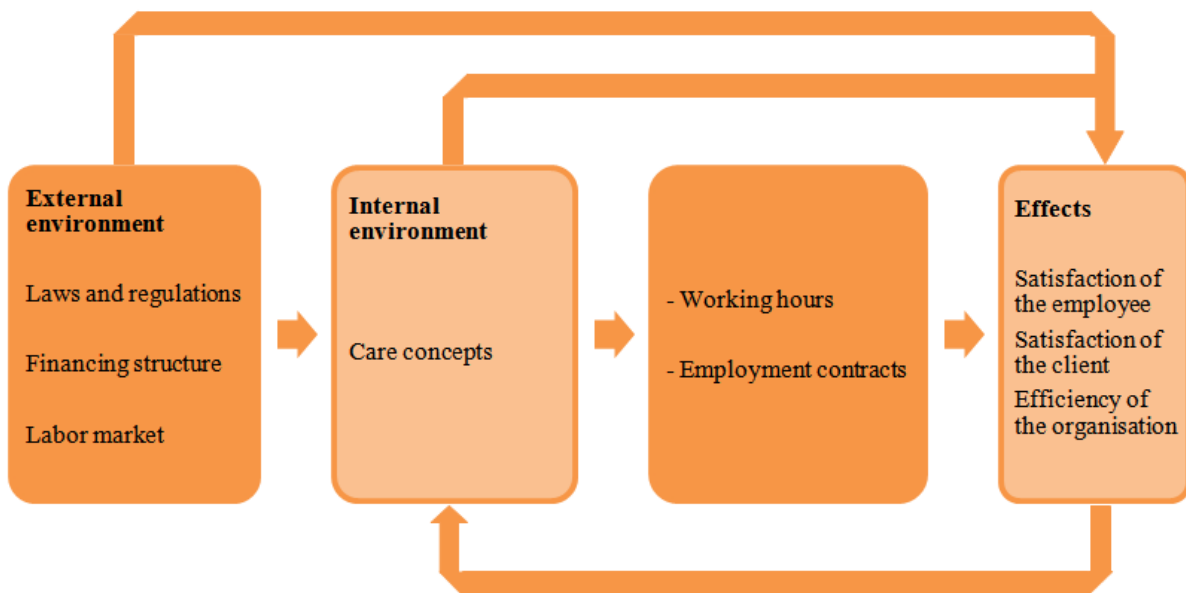 External
environment
Laws and regulations
Financing structure
Labor market
Internal
environment
Care concepts
- Working hours
- Employment contracts
Effects
Satisfaction of
the employee
Satisfaction of
the client
Efficiency of
the organisation